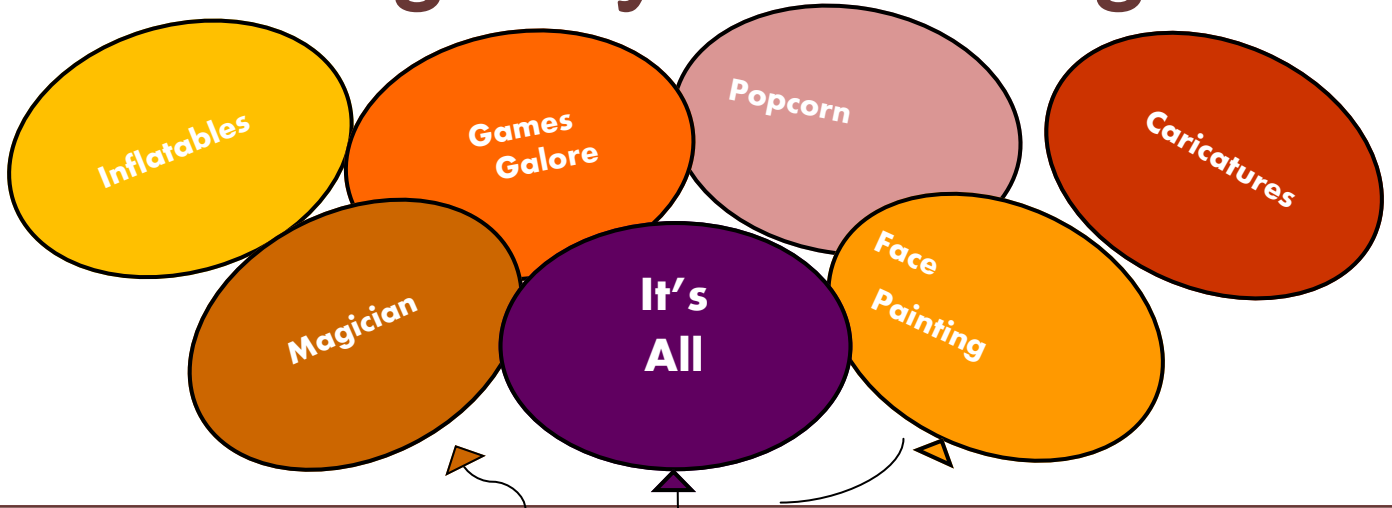 Inflatables
Games
Galore
Popcorn
Caricatures
Magician
It's
All
Face
Painting